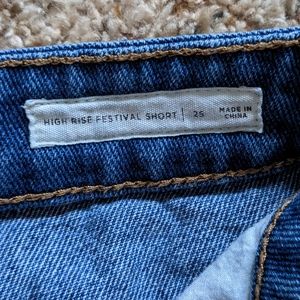 HIGH RISE FESTIVAL SHORT | 25 MADE IN
CHINA